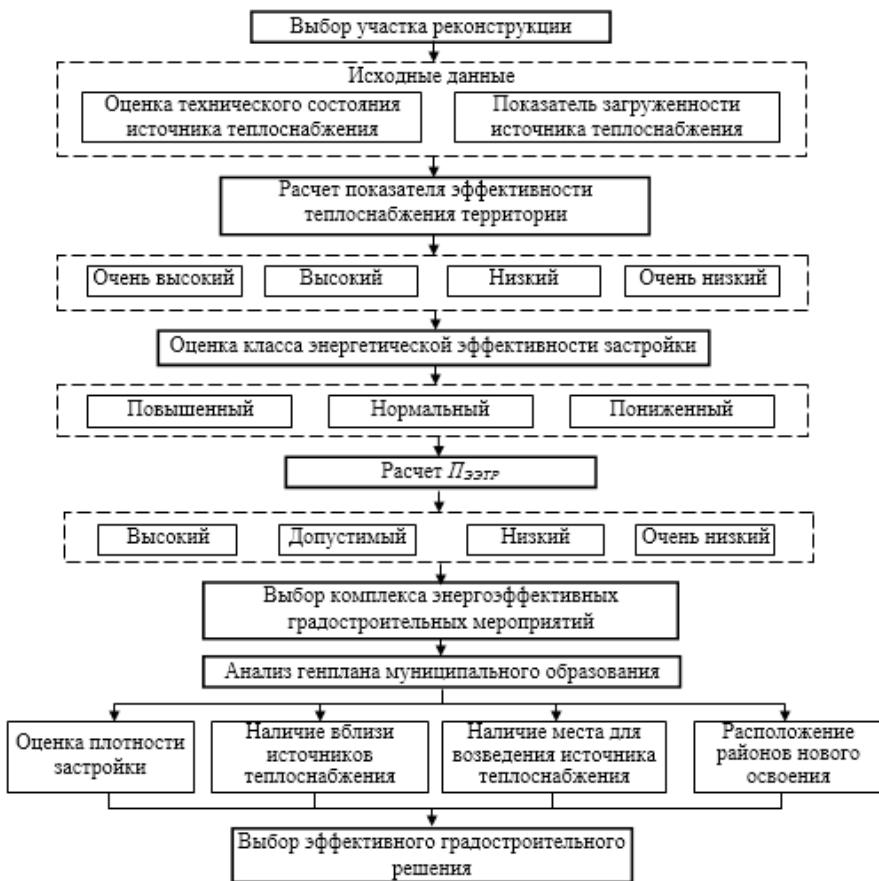 Выбор участка реконструкции
Исходные данные
Оценка технического состояния
источника теплоснабжения
Показатель загруженности
источника теплоснабжения
Расчет показателя эффективности
теплоснабжения территории
Очень высокий
Высокий
Низкий
Очень низкий
Оценка класса энергетической эффективности застройки
Повышенный
Нормальный
Пониженный
Расчет ПЭЭТР
Высокий
Допустимый
Низкий
Очень низкий
Выбор комплекса энергоэффективных
градостроительных мероприятий
Анализ генплана муниципального образования
Оценка плотности
застройки
Наличие вблизи
источников
теплоснабжения
Наличие места для
возведения источника
теплоснабжения
Расположение
районов нового
освоения
Выбор эффективного градостроительного
решения